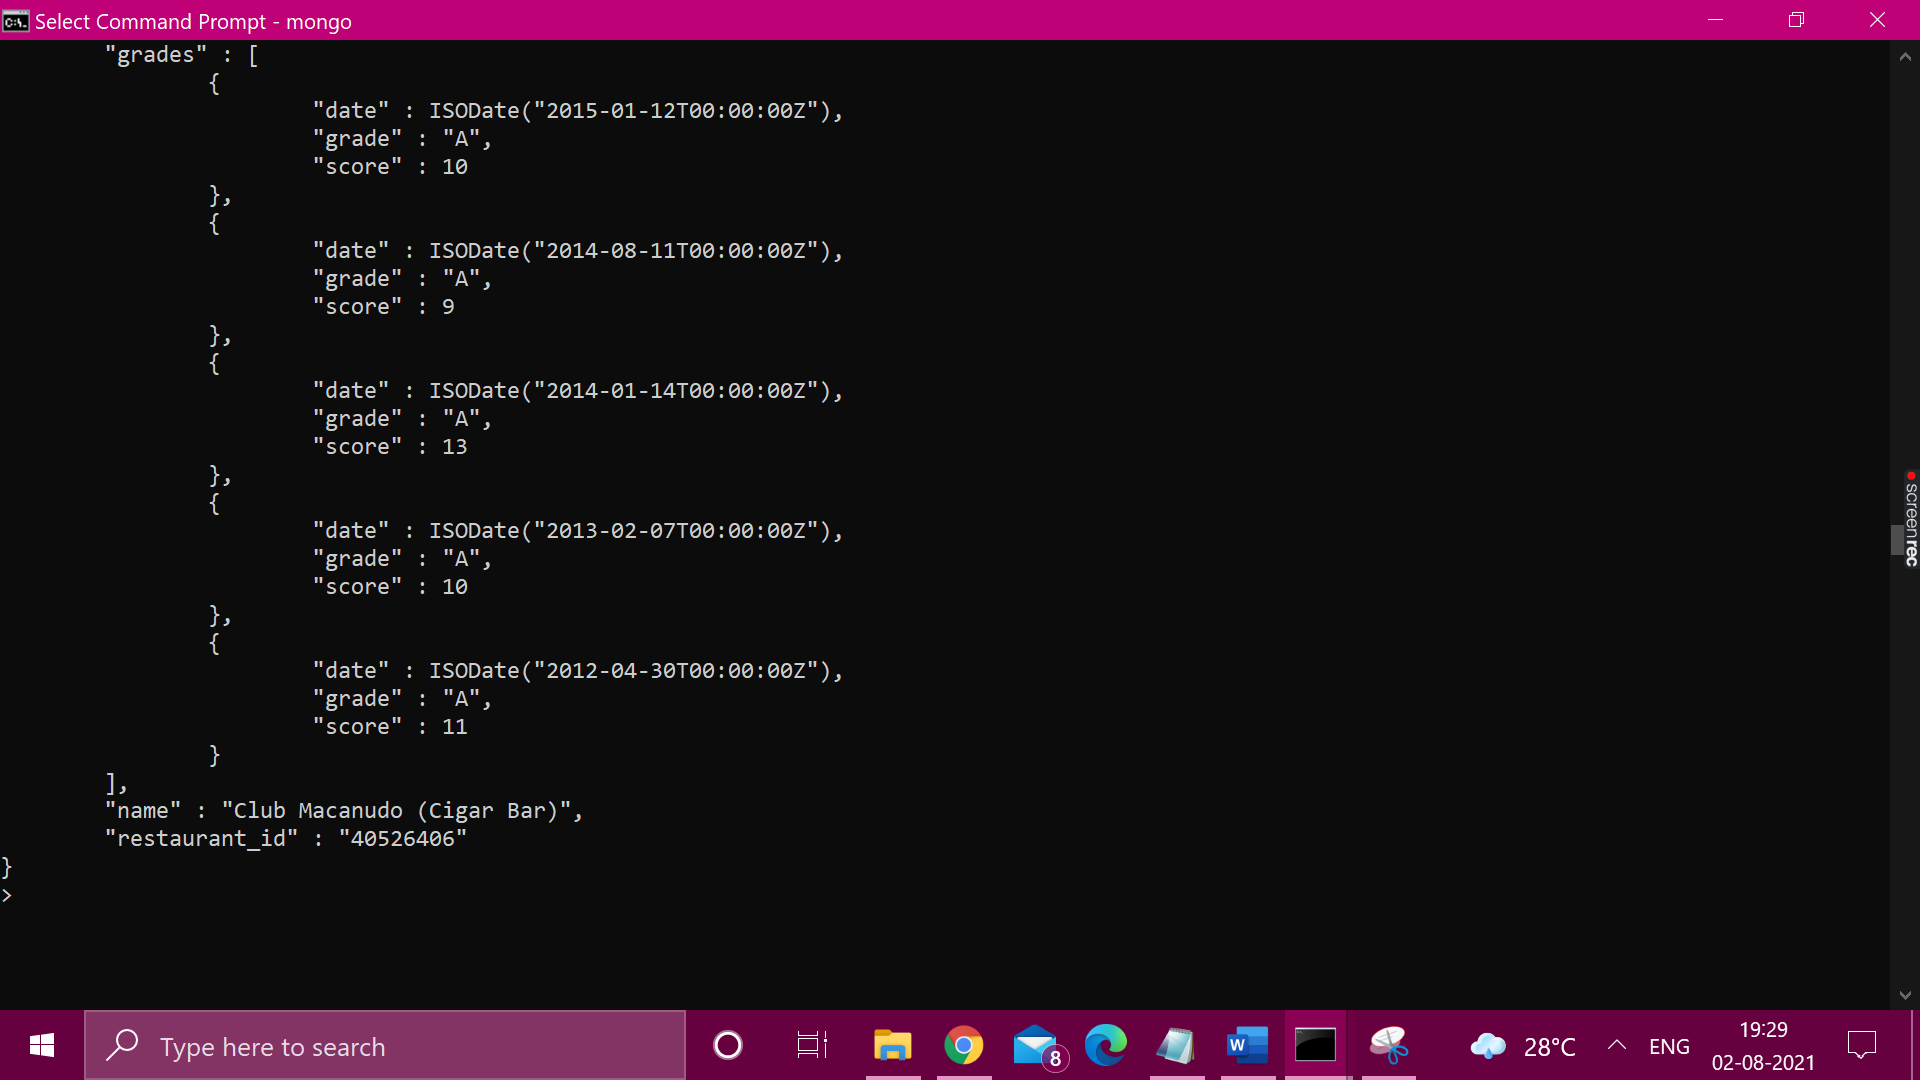 Select Command Prompt - mongo
"grades" : [
{
"date" : ISODate("2015-01-12T00:00:00Z"),
"grade" : "A",
"score" : 10
},
{
"date" : ISODate("2014-08-11T00:00:00Z"),
"grade" : "A",
"score" : 9
},
{
"date" : ISODate("2014-01-14T00:00:00Z"),
"grade" : "A",
"score" : 13
},
{
"date" : ISODate("2013-02-07T00:00:00Z"),
"grade" : "A",
"score" : 10
},
{
"date" : ISODate("2012-04-30T00:00:00Z"),
"grade" : "A",
"score" : 11
}
],
"name" : "Club Macanudo (Cigar Bar)",
"restaurant_id" : "40526406"
}
>
screenrec
Type here to search
8
W
28°C
ENG
19:29
02-08-2021